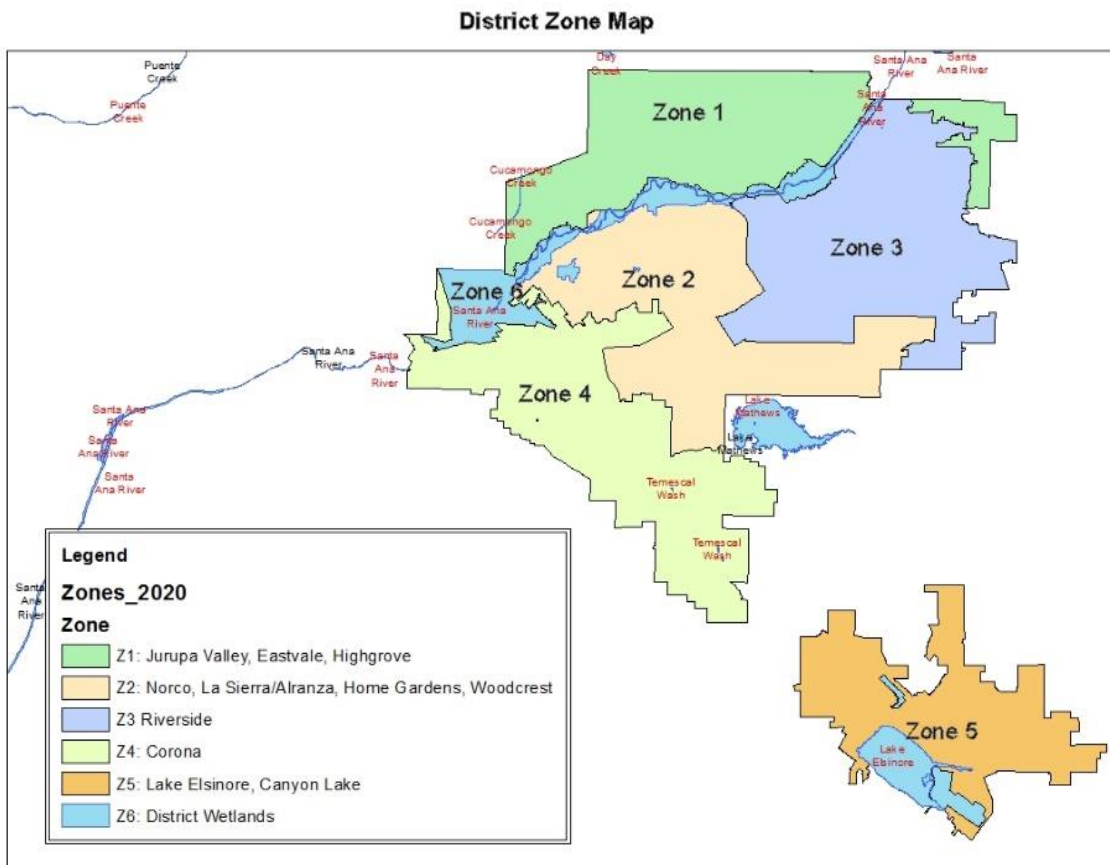 District Zone Map
Puente
Creek
Puente
Creek
Day
Creek
Santa Ana
River
Santa
Ana River
Santa
Ana
River
Zone 1
Cucamongo
Creek
Cucamongo
Creek
Zone 3
Zone 2
Zone 6
Santa Ana
River
Santa Ana
River
Santa
Ana
River
Zone 4
Lake
Mathews
Lake
Mathews
Santa Ana
River
Santa
Ana River
Santa
Ana River
Temescal
Wash
Temescal
Wash
Santa
Ana
River
Legend
Zones_2020
Zone
Z1: Jurupa Valley, Eastvale, Highgrove
Z2: Norco, La Sierra/Alranza, Home Gardens, Woodcrest
Z3 Riverside
Z4: Corona
Z5: Lake Elsinore, Canyon Lake
Z6: District Wetlands
Zone 5
Lake
Elsinore